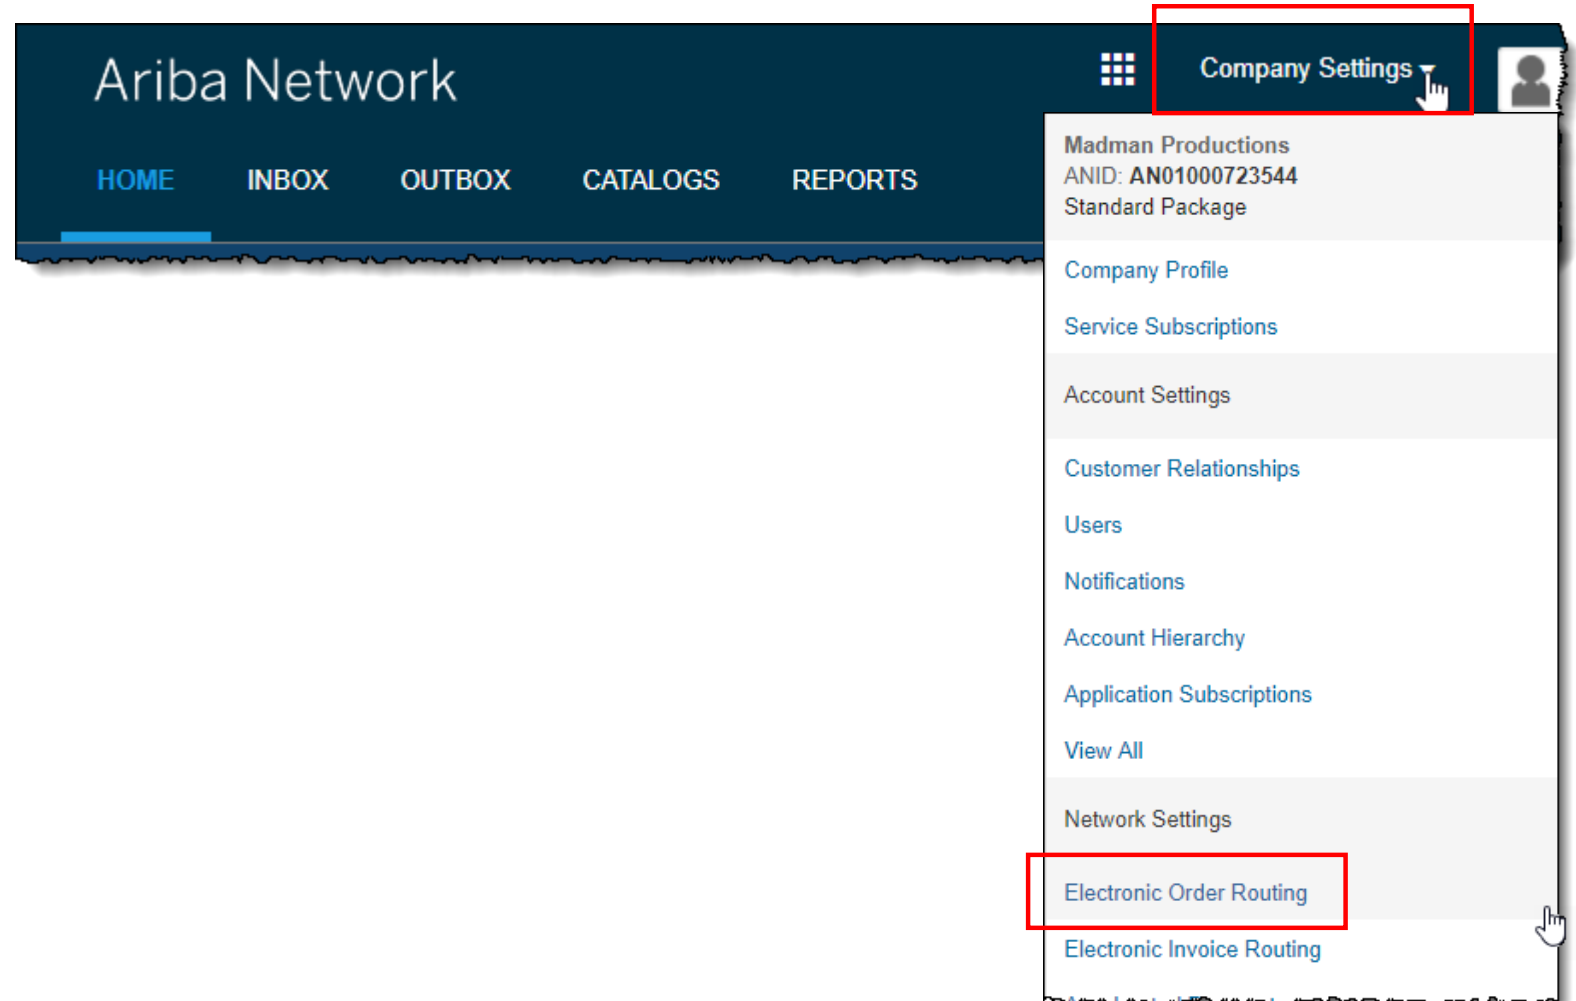 Ariba Network
Company Settings
HOME INBOX OUTBOX CATALOGS REPORTS
Madman Productions
ANID: AN01000723544
Standard Package
Company Profile
Service Subscriptions
Account Settings
Customer Relationships
Users
Notifications
Account Hierarchy
Application Subscriptions
View All
Network Settings
Electronic Order Routing
Electronic Invoice Routing